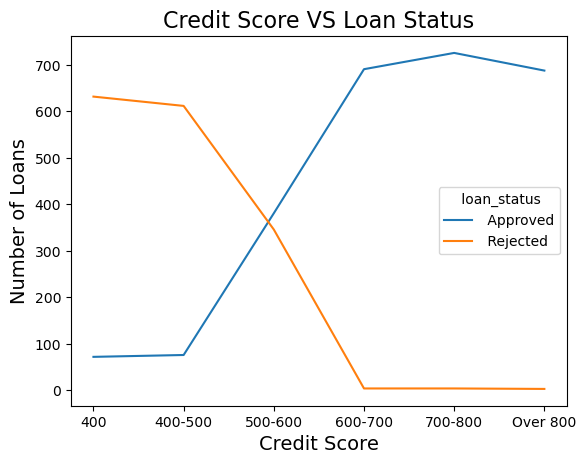 Credit Score VS Loan Status
Number of Loans
700
600
500
400
300
200
100
0
loan_status
Approved
Rejected
400 400-500 500-600 600-700 700-800 Over 800
Credit Score